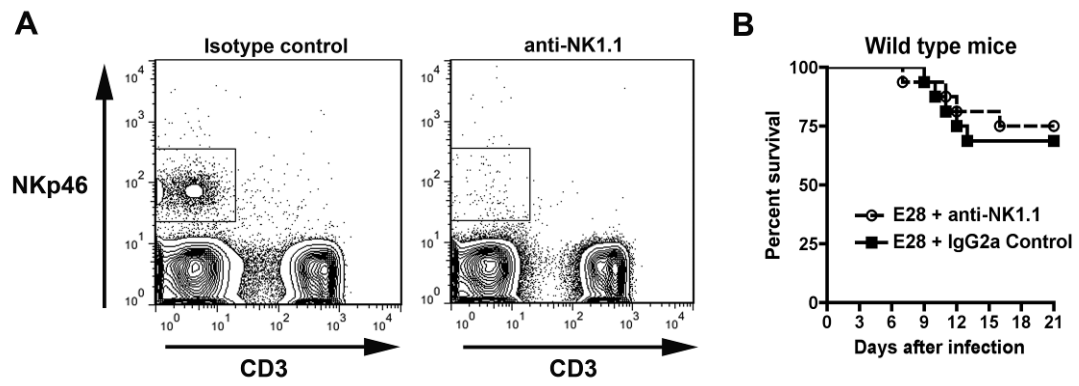 A
Isotype control
anti-NK1.1
NKp46
10^4
10^3
10^2
10^1
10^0
10^0 10^1 10^2 10^3 10^4
10^4
10^3
10^2
10^1
10^0
10^0 10^1 10^2 10^3 10^4
CD3
CD3
B
Wild type mice
Percent survival
100
75
50
25
0
E28 + anti-NK1.1
E28 + IgG2a Control
0 3 6 9 12 15 18 21
Days after infection